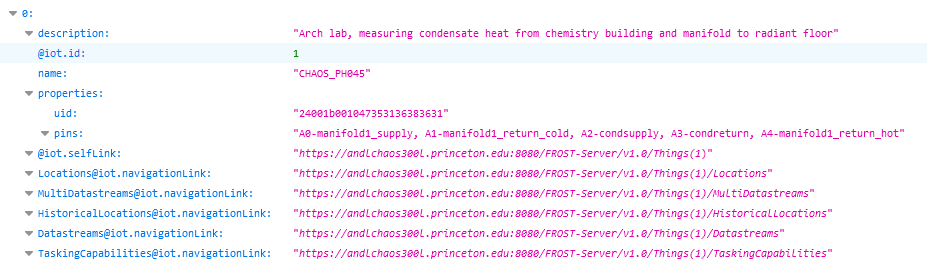 0:
description: "Arch lab, measuring condensate heat from chemistry building and manifold to radiant floor"
@iot.id: 1
name: "CHAOS_PH045"
properties:
uid: "24001b001047353136383631"
pins: "A0-manifold1_supply, A1-manifold1_return_cold, A2-condsupply, A3-condreturn, A4-manifold1_return_hot"
@iot.selfLink: "https://andlchaos300l.princeton.edu:8080/FROST-Server/v1.0/Things(1)"
Locations@iot.navigationLink: "https://andlchaos300l.princeton.edu:8080/FROST-Server/v1.0/Things(1)/Locations"
MultiDatastreams@iot.navigationLink: "https://andlchaos300l.princeton.edu:8080/FROST-Server/v1.0/Things(1)/MultiDatastreams"
HistoricalLocations@iot.navigationLink: "https://andlchaos300l.princeton.edu:8080/FROST-Server/v1.0/Things(1)/HistoricalLocations"
Datastreams@iot.navigationLink: "https://andlchaos300l.princeton.edu:8080/FROST-Server/v1.0/Things(1)/Datastreams"
TaskingCapabilities@iot.navigationLink: "https://andlchaos300l.princeton.edu:8080/FROST-Server/v1.0/Things(1)/TaskingCapabilities"